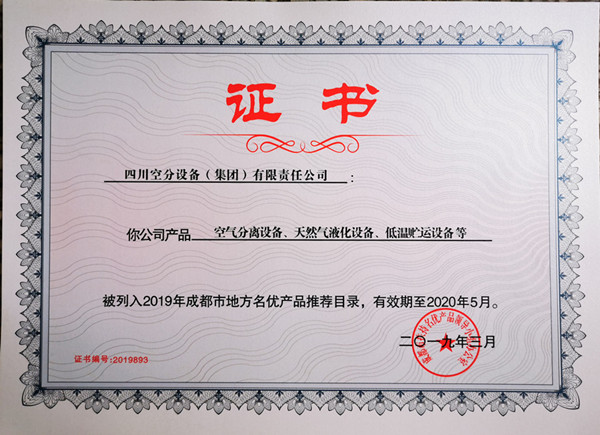 证书
四川空分设备（集团）有限责任公司：
你公司产品 空气分离设备、天然气液化设备、低温贮运设备等
被列入2019年成都市地方名优产品推荐目录，有效期至2020年5月。
二〇一九年三月
证书编号:2019893